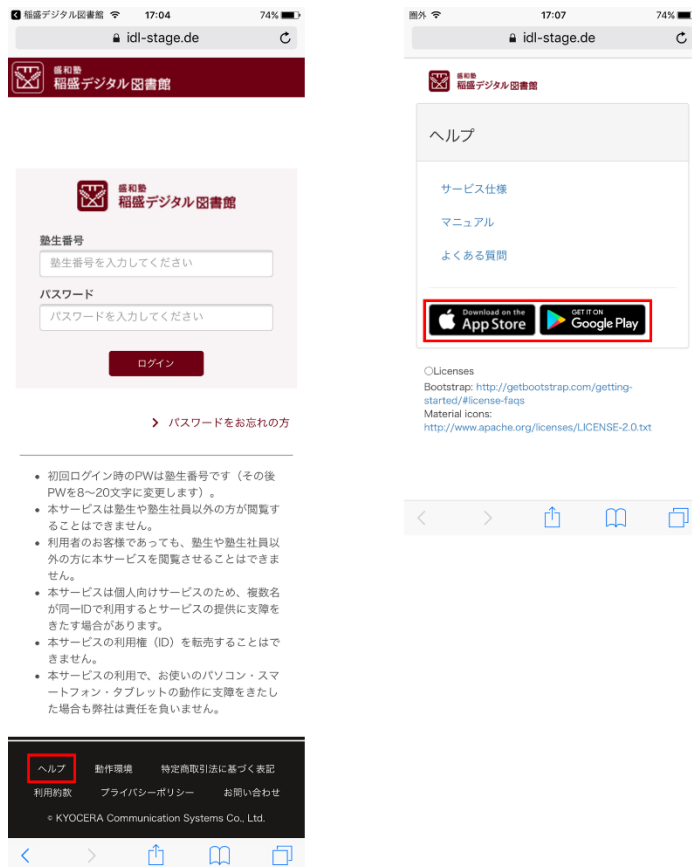 稲盛デジタル図書館 17:04 74%
idl-stage.de
盛和塾
稲盛デジタル図書館
盛和塾
稲盛デジタル図書館
塾生番号
塾生番号を入力してください
パスワード
パスワードを入力してください
ログイン
パスワードをお忘れの方
• 初回ログイン時のPWは塾生番号です（その後
PWを8〜20文字に変更します）。
• 本サービスは塾生や塾生社員以外の方が閲覧す
ることはできません。
• 利用者のお客様であっても、塾生や塾生社員以
外の方に本サービスを閲覧させることはできま
せん。
• 本サービスは個人向けサービスのため、複数名
が同一IDで利用するとサービスの提供に支障を
きたす場合があります。
• 本サービスの利用権（ID）を転売することはで
きません。
• 本サービスの利用で、お使いのパソコン・スマ
ートフォン・タブレットの動作に支障をきたし
た場合も弊社は責任を負いません。
ヘルプ 動作環境 特定商取引法に基づく表記
利用約款 プライバシーポリシー お問い合わせ
© KYOCERA Communication Systems Co., Ltd.
圏外 17:07 74%
idl-stage.de
盛和塾
稲盛デジタル図書館
ヘルプ
サービス仕様
マニュアル
よくある質問
Download on the
App Store
GET IT ON
Google Play
○Licenses
Bootstrap: http://getbootstrap.com/getting-
started/#license-faqs
Material icons:
http://www.apache.org/licenses/LICENSE-2.0.txt